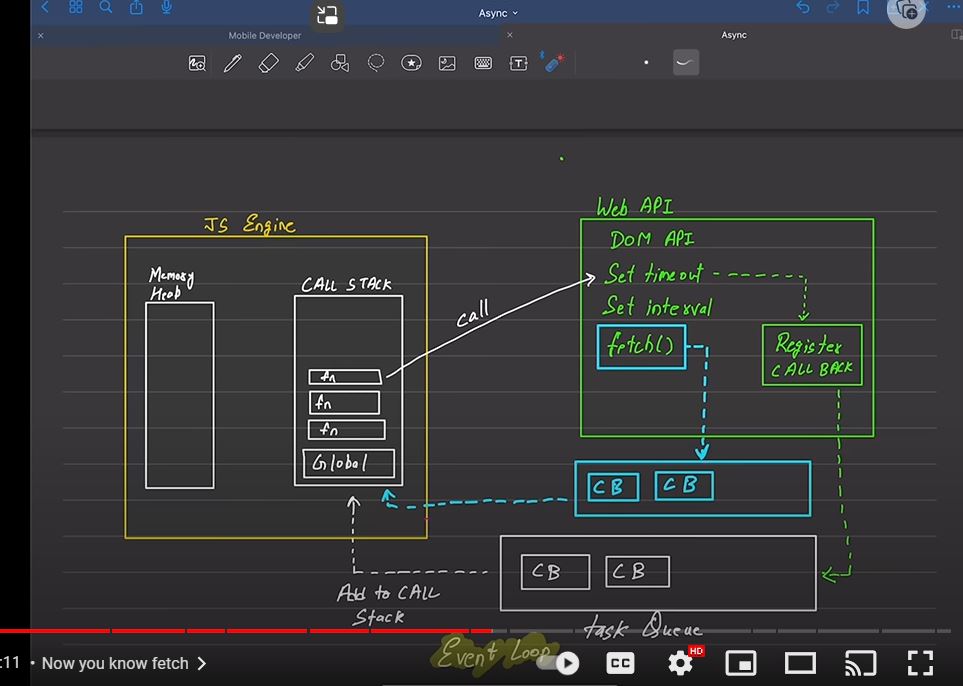 Async
Mobile Developer
Async
JS Engine
Memory
Heap
CALL STACK
fn
fn
fn
Global
call
Web API
DOM API
Set timeout
Set interval
fetch()
Register
CALL BACK
CB
CB
CB
CB
Add to CALL
Stack
task Queue
Event Loop
:11 • Now you know fetch
CC
HD